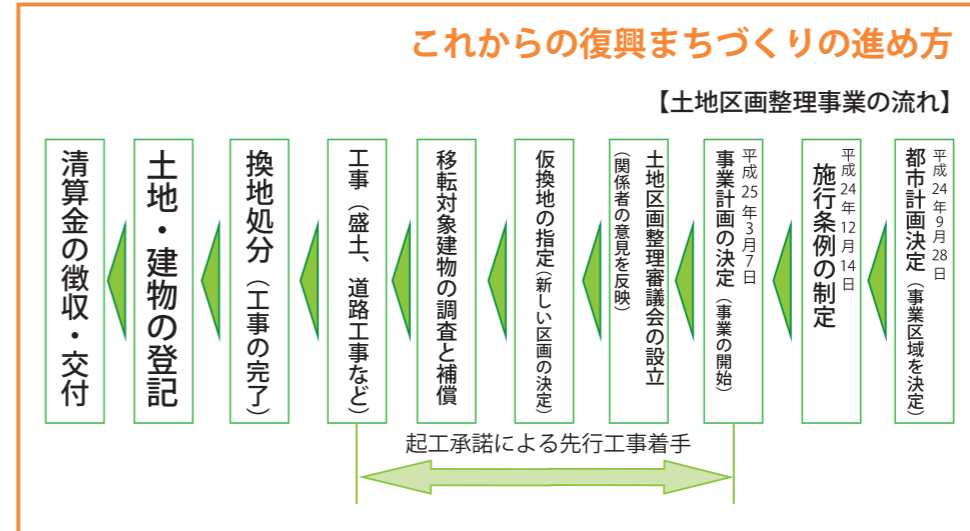 これからの復興まちづくりの進め方
【土地区画整理事業の流れ】
平成24年9月28日
都市計画決定（事業区域を決定）
平成24年12月14日
施行条例の制定
平成25年3月7日
事業計画の決定（事業の開始）
土地区画整理審議会の設立
（関係者の意見を反映）
仮換地の指定（新しい区画の決定）
移転対象建物の調査と補償
工事（盛土、道路工事など）
換地処分（工事の完了）
土地・建物の登記
清算金の徴収・交付
起工承諾による先行工事着手